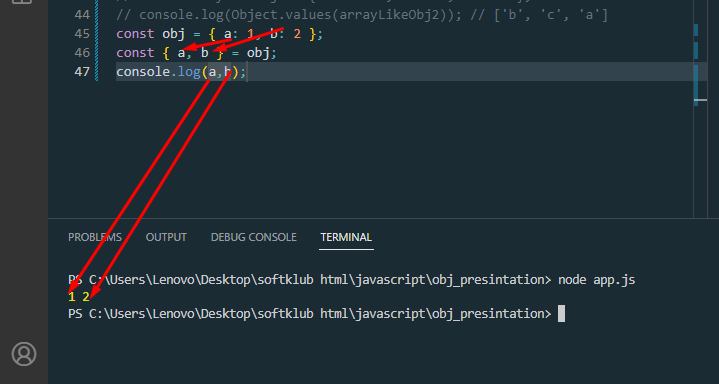 44 // console.log(Object.values(arrayLikeObj2)); // ['b', 'c', 'a']
45 const obj = { a: 1, b: 2 };
46 const { a, b } = obj;
47 console.log(a,b);
PROBLEMS OUTPUT DEBUG CONSOLE TERMINAL
PS C:\Users\Lenovo\Desktop\softklub html\javascript\obj_presintation> node app.js
1 2
PS C:\Users\Lenovo\Desktop\softklub html\javascript\obj_presintation>